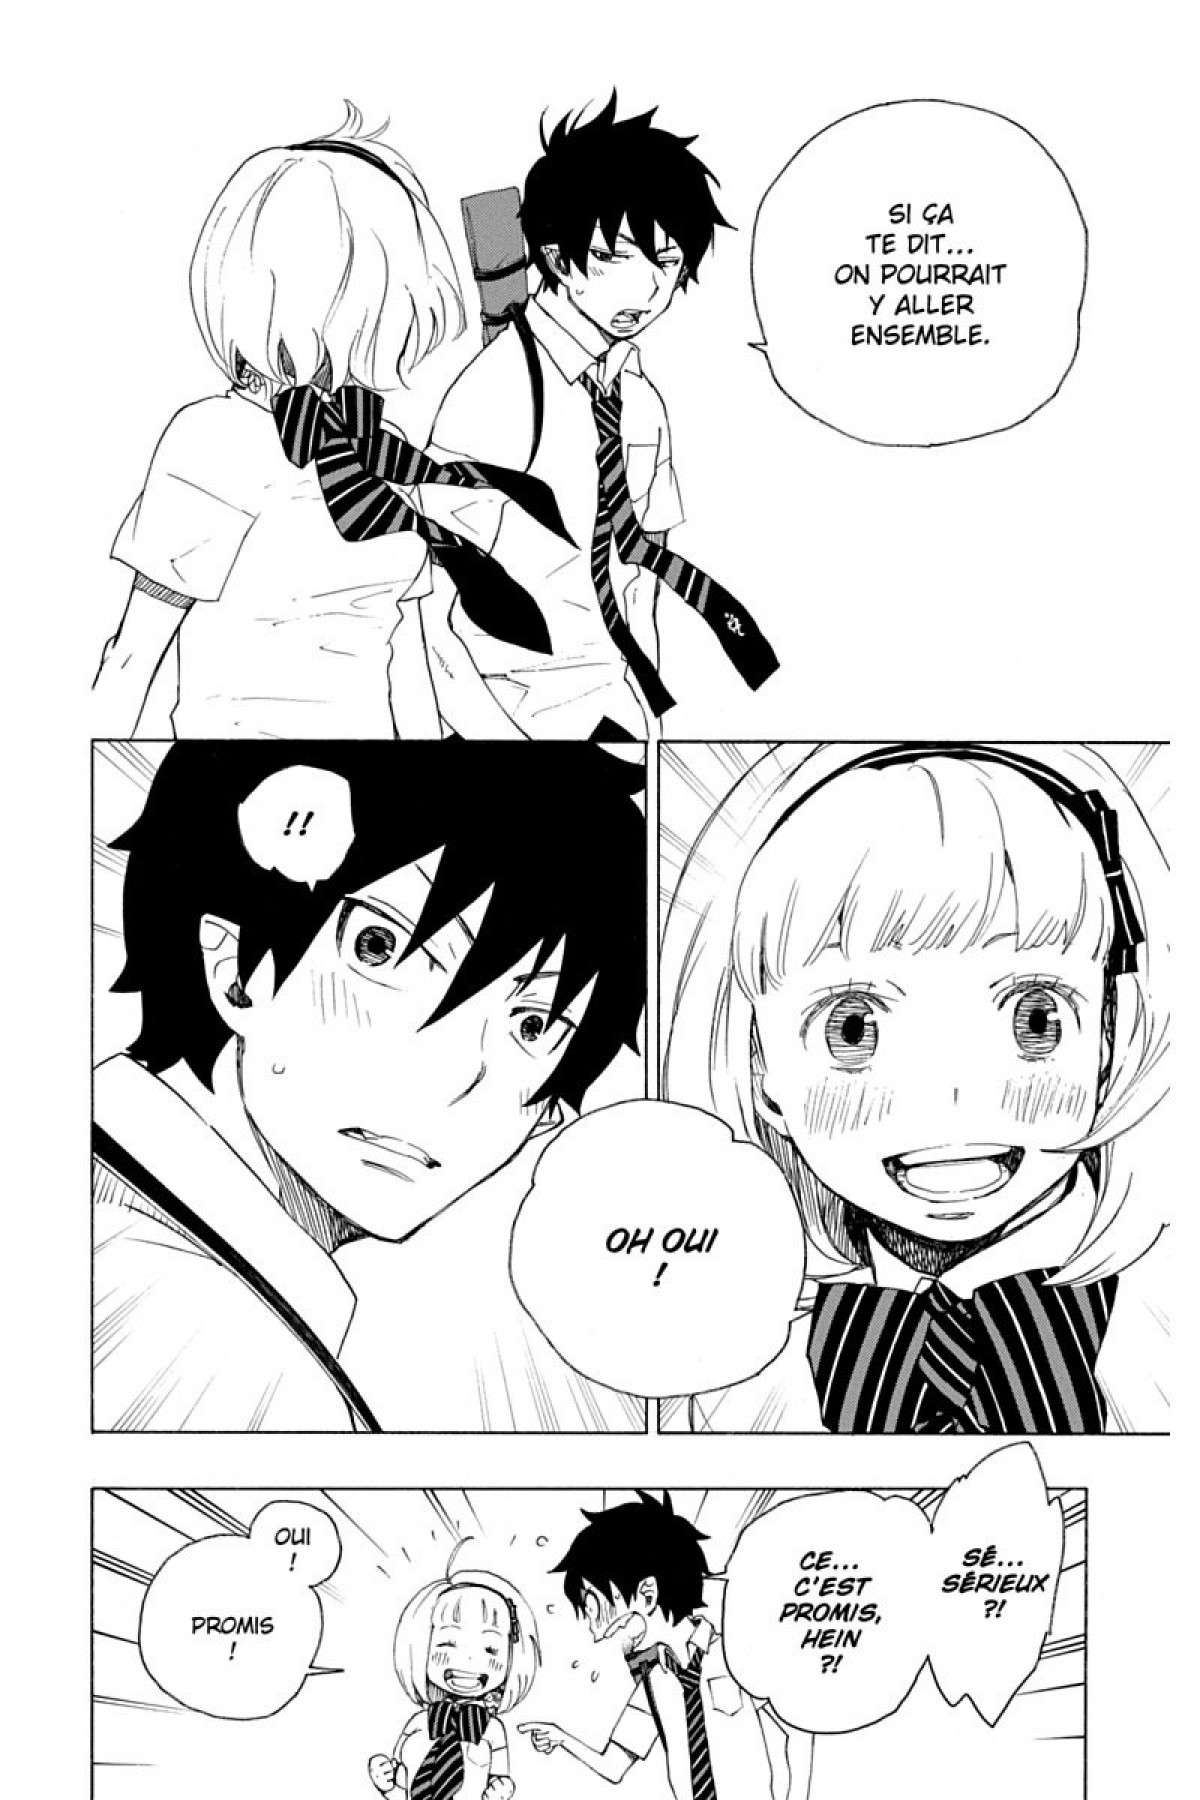 SI ÇA
TE DIT...
ON POURRAIT
Y ALLER
ENSEMBLE.
!!
OH OUI
!
SÉ...
SÉRIEUX
?!
CE...
C'EST
PROMIS,
HEIN
?!
OUI
!
PROMIS
!